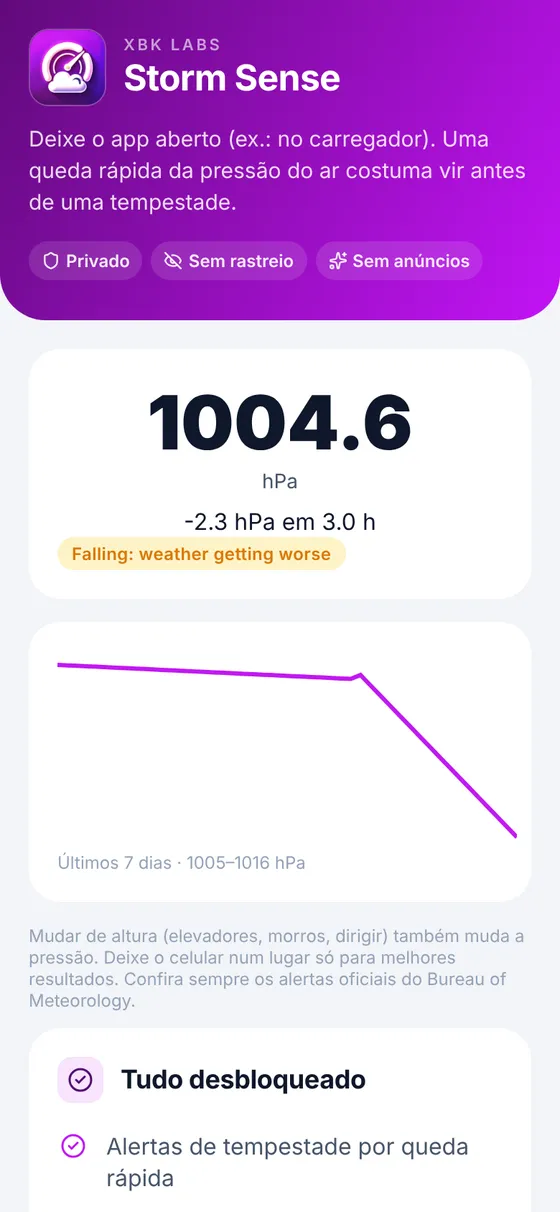 XBK LABS
Storm Sense
Deixe o app aberto (ex.: no carregador). Uma
queda rápida da pressão do ar costuma vir antes
de uma tempestade.
Privado
Sem rastreio
Sem anúncios
1004.6
hPa
-2.3 hPa em 3.0 h
Falling: weather getting worse
Últimos 7 dias · 1005–1016 hPa
Mudar de altura (elevadores, morros, dirigir) também muda a
pressão. Deixe o celular num lugar só para melhores
resultados. Confira sempre os alertas oficiais do Bureau of
Meteorology.
Tudo desbloqueado
Alertas de tempestade por queda
rápida